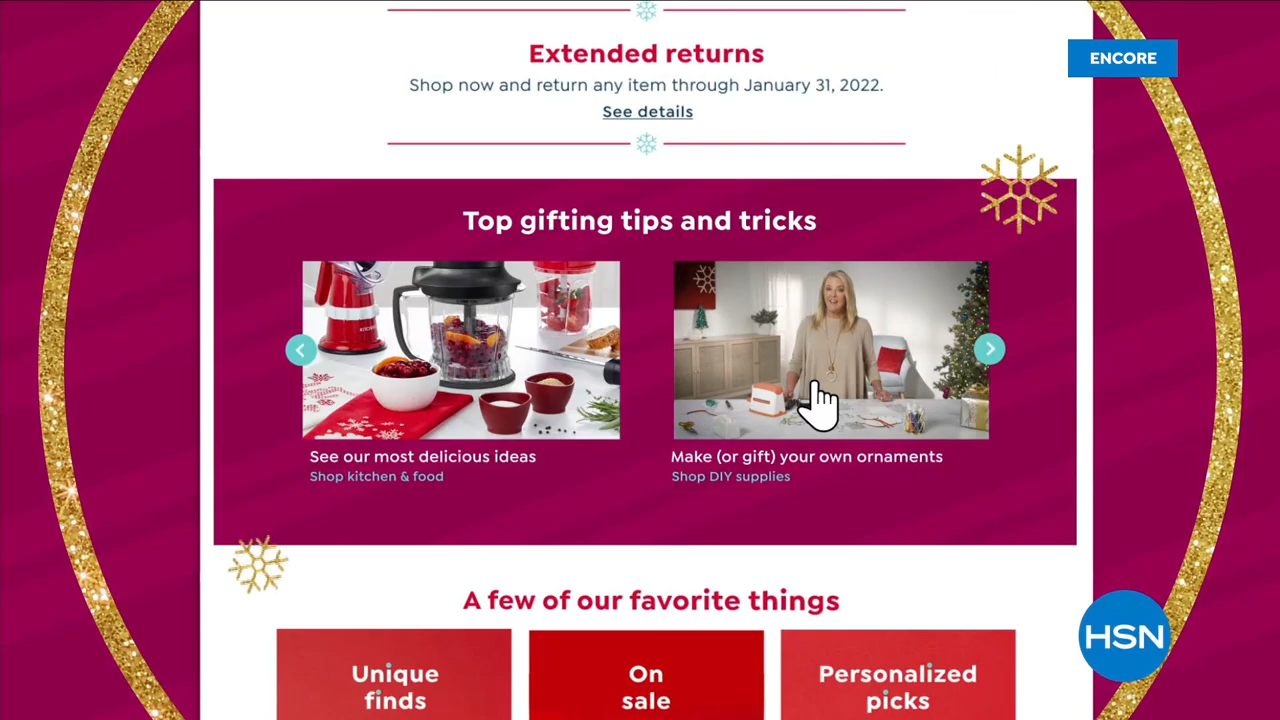 ENCORE
Extended returns
Shop now and return any item through January 31, 2022.
See details
Top gifting tips and tricks
See our most delicious ideas
Shop kitchen & food
Make (or gift) your own ornaments
Shop DIY supplies
A few of our favorite things
Unique
finds
On
sale
Personalized
picks
HSN